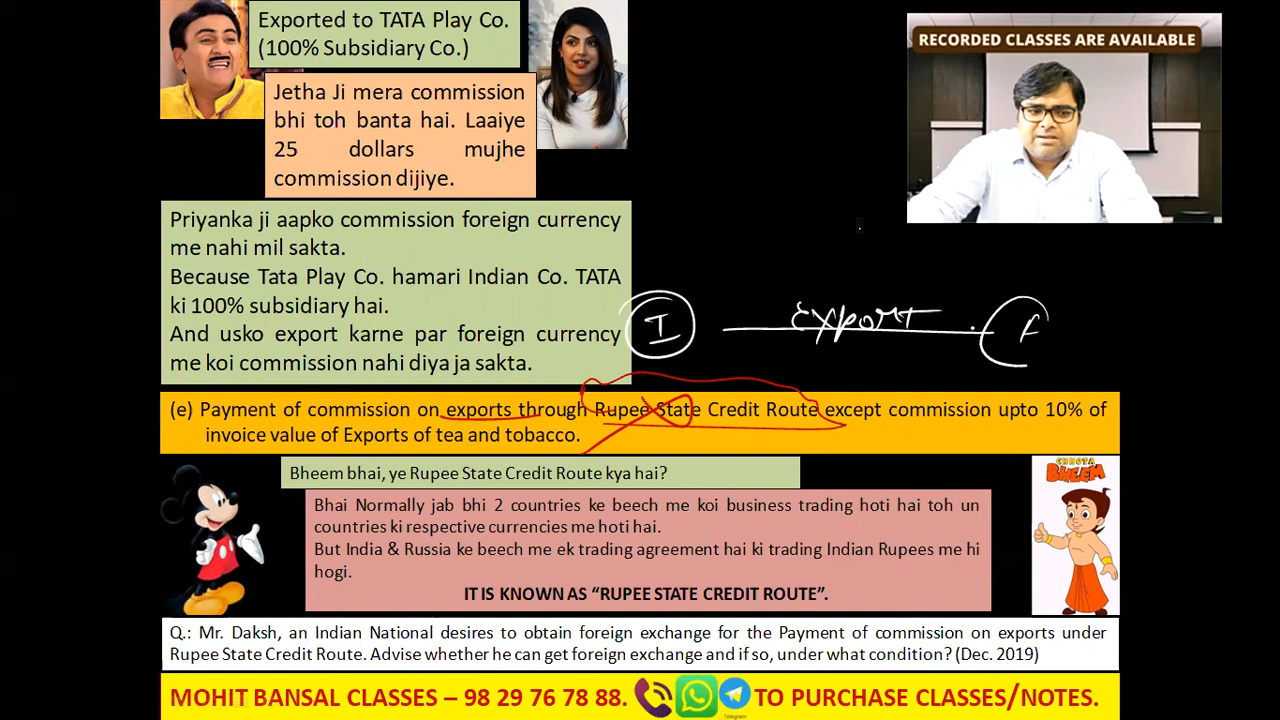 Exported to TATA Play Co.
(100% Subsidiary Co.)
RECORDED CLASSES ARE AVAILABLE
Jetha Ji mera commission
bhi toh banta hai. Laaiye
25 dollars mujhe
commission dijiye.
Priyanka ji aapko commission foreign currency
me nahi mil sakta.
Because Tata Play Co. hamari Indian Co. TATA
ki 100% subsidiary hai.
And usko export karne par foreign currency
me koi commission nahi diya ja sakta.
I export
(e) Payment of commission on exports through Rupee State Credit Route except commission upto 10% of
invoice value of Exports of tea and tobacco.
Bheem bhai, ye Rupee State Credit Route kya hai?
CHHOTA
BHEEM
Bhai Normally jab bhi 2 countries ke beech me koi business trading hoti hai toh un
countries ki respective currencies me hoti hai.
But India & Russia ke beech me ek trading agreement hai ki trading Indian Rupees me hi
hogi.
IT IS KNOWN AS “RUPEE STATE CREDIT ROUTE”.
Q.: Mr. Daksh, an Indian National desires to obtain foreign exchange for the Payment of commission on exports under
Rupee State Credit Route. Advise whether he can get foreign exchange and if so, under what condition? (Dec. 2019)
MOHIT BANSAL CLASSES – 98 29 76 78 88. TO PURCHASE CLASSES/NOTES.
Telegram